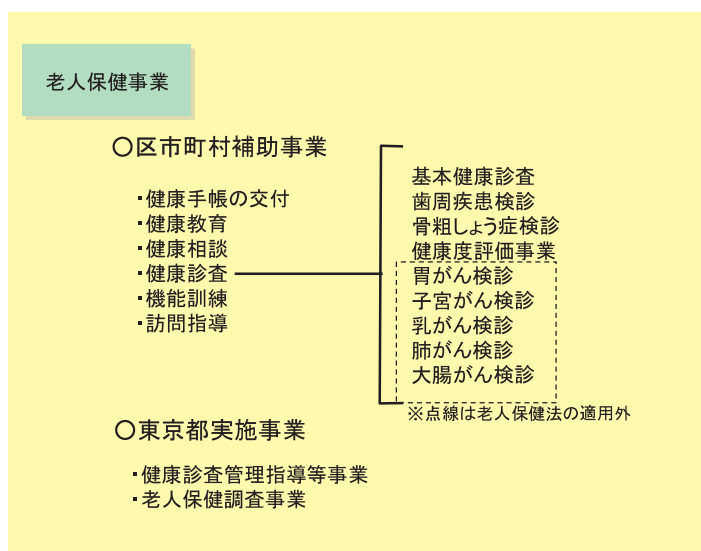 老人保健事業
〇区市町村補助事業
・健康手帳の交付
・健康教育
・健康相談
・健康診査
・機能訓練
・訪問指導
基本健康診査
歯周疾患検診
骨粗しょう症検診
健康度評価事業
胃がん検診
子宮がん検診
乳がん検診
肺がん検診
大腸がん検診
※点線は老人保健法の適用外
〇東京都実施事業
・健康診査管理指導等事業
・老人保健調査事業